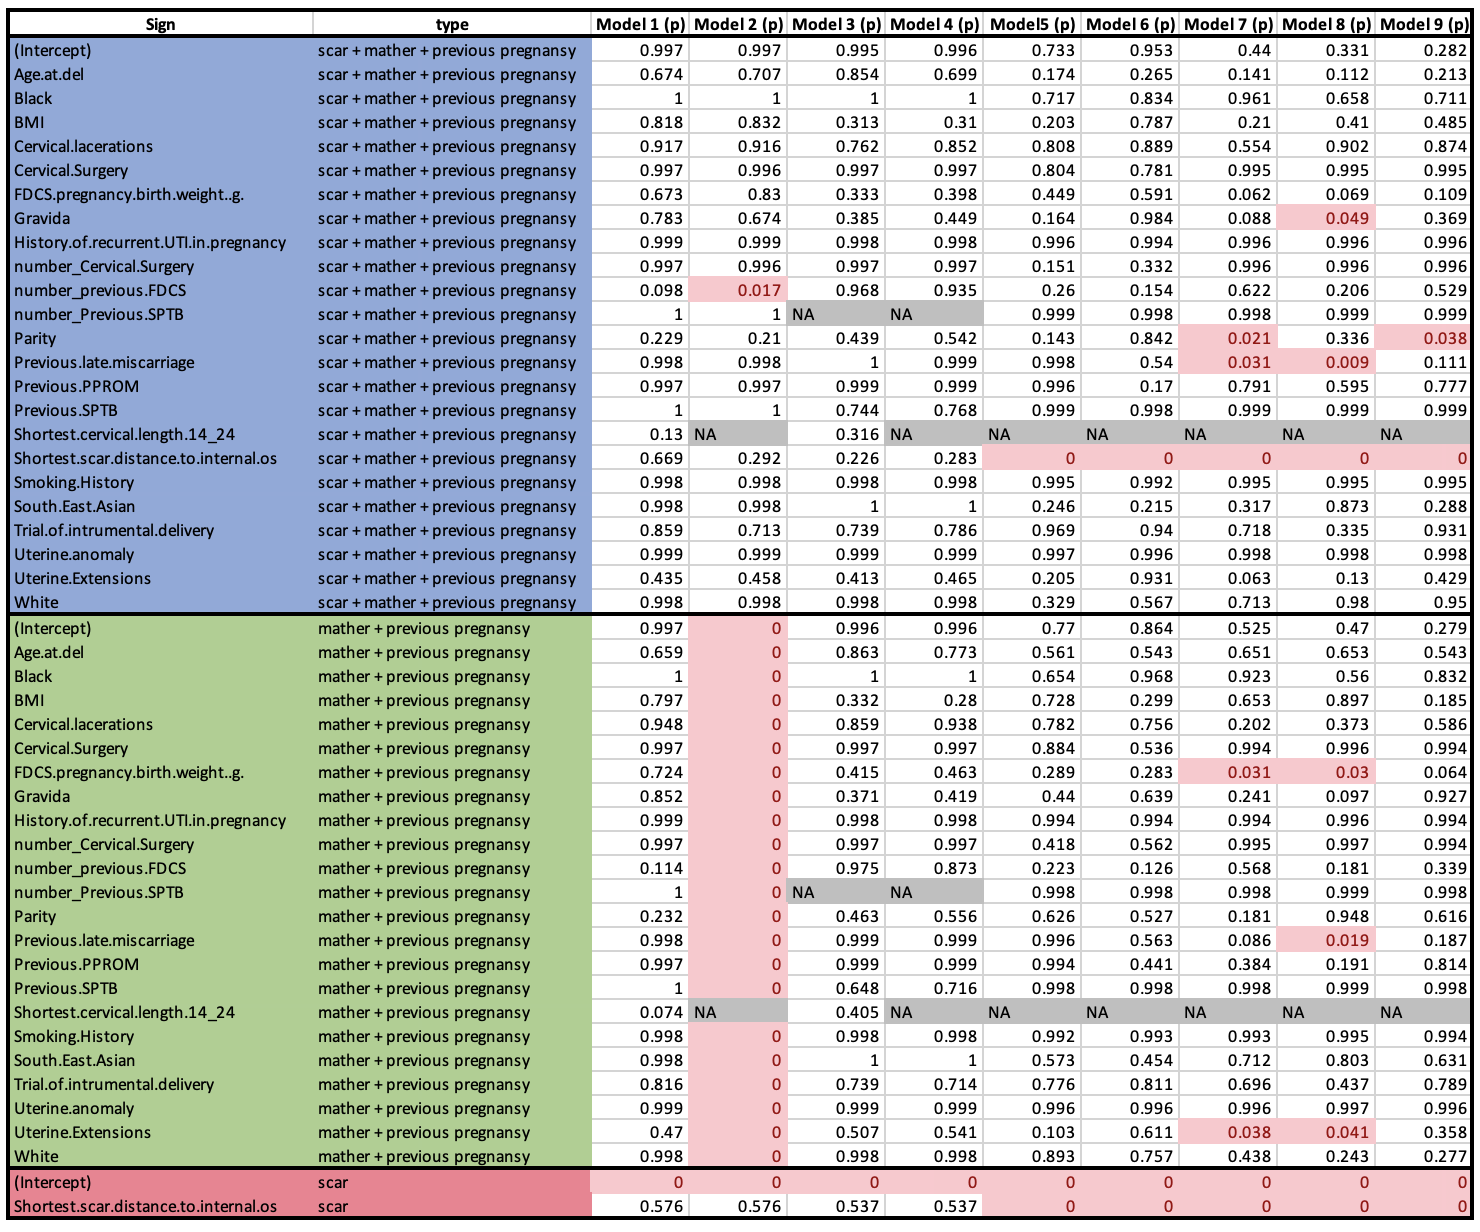 Sign type Model 1 (p) Model 2 (p) Model 3 (p) Model 4 (p) Model5 (p) Model 6 (p) Model 7 (p) Model 8 (p) Model 9 (p)
(Intercept) scar + mather + previous pregnansy 0.997 0.997 0.995 0.996 0.733 0.953 0.44 0.331 0.282
Age.at.del scar + mather + previous pregnansy 0.674 0.707 0.854 0.699 0.174 0.265 0.141 0.112 0.213
Black scar + mather + previous pregnansy 1 1 1 1 0.717 0.834 0.961 0.658 0.711
BMI scar + mather + previous pregnansy 0.818 0.832 0.313 0.31 0.203 0.787 0.21 0.41 0.485
Cervical.lacerations scar + mather + previous pregnansy 0.917 0.916 0.762 0.852 0.808 0.889 0.554 0.902 0.874
Cervical.Surgery scar + mather + previous pregnansy 0.997 0.996 0.997 0.997 0.804 0.781 0.995 0.995 0.995
FDCS.pregnancy.birth.weight..g. scar + mather + previous pregnansy 0.673 0.83 0.333 0.398 0.449 0.591 0.062 0.069 0.109
Gravida scar + mather + previous pregnansy 0.783 0.674 0.385 0.449 0.164 0.984 0.088 0.049 0.369
History.of.recurrent.UTI.in.pregnancy scar + mather + previous pregnansy 0.999 0.999 0.998 0.998 0.996 0.994 0.996 0.996 0.996
number_Cervical.Surgery scar + mather + previous pregnansy 0.997 0.996 0.997 0.997 0.151 0.332 0.996 0.996 0.996
number_previous.FDCS scar + mather + previous pregnansy 0.098 0.017 0.968 0.935 0.26 0.154 0.622 0.206 0.529
number_Previous.SPTB scar + mather + previous pregnansy 1 1 NA NA 0.999 0.998 0.998 0.999 0.999
Parity scar + mather + previous pregnansy 0.229 0.21 0.439 0.542 0.143 0.842 0.021 0.336 0.038
Previous.late.miscarriage scar + mather + previous pregnansy 0.998 0.998 1 0.999 0.998 0.54 0.031 0.009 0.111
Previous.PPROM scar + mather + previous pregnansy 0.997 0.997 0.999 0.999 0.996 0.17 0.791 0.595 0.777
Previous.SPTB scar + mather + previous pregnansy 1 1 0.744 0.768 0.999 0.998 0.999 0.999 0.999
Shortest.cervical.length.14_24 scar + mather + previous pregnansy 0.13 NA 0.316 NA NA NA NA NA NA
Shortest.scar.distance.to.internal.os scar + mather + previous pregnansy 0.669 0.292 0.226 0.283 0 0 0 0 0
Smoking.History scar + mather + previous pregnansy 0.998 0.998 0.998 0.998 0.995 0.992 0.995 0.995 0.995
South.East.Asian scar + mather + previous pregnansy 0.998 0.998 1 1 0.246 0.215 0.317 0.873 0.288
Trial.of.intrumental.delivery scar + mather + previous pregnansy 0.859 0.713 0.739 0.786 0.969 0.94 0.718 0.335 0.931
Uterine.anomaly scar + mather + previous pregnansy 0.999 0.999 0.999 0.999 0.997 0.996 0.998 0.998 0.998
Uterine.Extensions scar + mather + previous pregnansy 0.435 0.458 0.413 0.465 0.205 0.931 0.063 0.13 0.429
White scar + mather + previous pregnansy 0.998 0.998 0.998 0.998 0.329 0.567 0.713 0.98 0.95
(Intercept) mather + previous pregnansy 0.997 0 0.996 0.996 0.77 0.864 0.525 0.47 0.279
Age.at.del mather + previous pregnansy 0.659 0 0.863 0.773 0.561 0.543 0.651 0.653 0.543
Black mather + previous pregnansy 1 0 1 1 0.654 0.968 0.923 0.56 0.832
BMI mather + previous pregnansy 0.797 0 0.332 0.28 0.728 0.299 0.653 0.897 0.185
Cervical.lacerations mather + previous pregnansy 0.948 0 0.859 0.938 0.782 0.756 0.202 0.373 0.586
Cervical.Surgery mather + previous pregnansy 0.997 0 0.997 0.997 0.884 0.536 0.994 0.996 0.994
FDCS.pregnancy.birth.weight..g. mather + previous pregnansy 0.724 0 0.415 0.463 0.289 0.283 0.031 0.03 0.064
Gravida mather + previous pregnansy 0.852 0 0.371 0.419 0.44 0.639 0.241 0.097 0.927
History.of.recurrent.UTI.in.pregnancy mather + previous pregnansy 0.999 0 0.998 0.998 0.994 0.994 0.994 0.996 0.994
number_Cervical.Surgery mather + previous pregnansy 0.997 0 0.997 0.997 0.418 0.562 0.995 0.997 0.994
number_previous.FDCS mather + previous pregnansy 0.114 0 0.975 0.873 0.223 0.126 0.568 0.181 0.339
number_Previous.SPTB mather + previous pregnansy 1 0 NA NA 0.998 0.998 0.998 0.999 0.998
Parity mather + previous pregnansy 0.232 0 0.463 0.556 0.626 0.527 0.181 0.948 0.616
Previous.late.miscarriage mather + previous pregnansy 0.998 0 0.999 0.999 0.996 0.563 0.086 0.019 0.187
Previous.PPROM mather + previous pregnansy 0.997 0 0.999 0.999 0.994 0.441 0.384 0.191 0.814
Previous.SPTB mather + previous pregnansy 1 0 0.648 0.716 0.998 0.998 0.998 0.999 0.998
Shortest.cervical.length.14_24 mather + previous pregnansy 0.074 NA 0.405 NA NA NA NA NA NA
Smoking.History mather + previous pregnansy 0.998 0 0.998 0.998 0.992 0.993 0.993 0.995 0.994
South.East.Asian mather + previous pregnansy 0.998 0 1 1 0.573 0.454 0.712 0.803 0.631
Trial.of.intrumental.delivery mather + previous pregnansy 0.816 0 0.739 0.714 0.776 0.811 0.696 0.437 0.789
Uterine.anomaly mather + previous pregnansy 0.999 0 0.999 0.999 0.996 0.996 0.996 0.997 0.996
Uterine.Extensions mather + previous pregnansy 0.47 0 0.507 0.541 0.103 0.611 0.038 0.041 0.358
White mather + previous pregnansy 0.998 0 0.998 0.998 0.893 0.757 0.438 0.243 0.277
(Intercept) scar 0 0 0 0 0 0 0 0 0
Shortest.scar.distance.to.internal.os scar 0.576 0.576 0.537 0.537 0 0 0 0 0